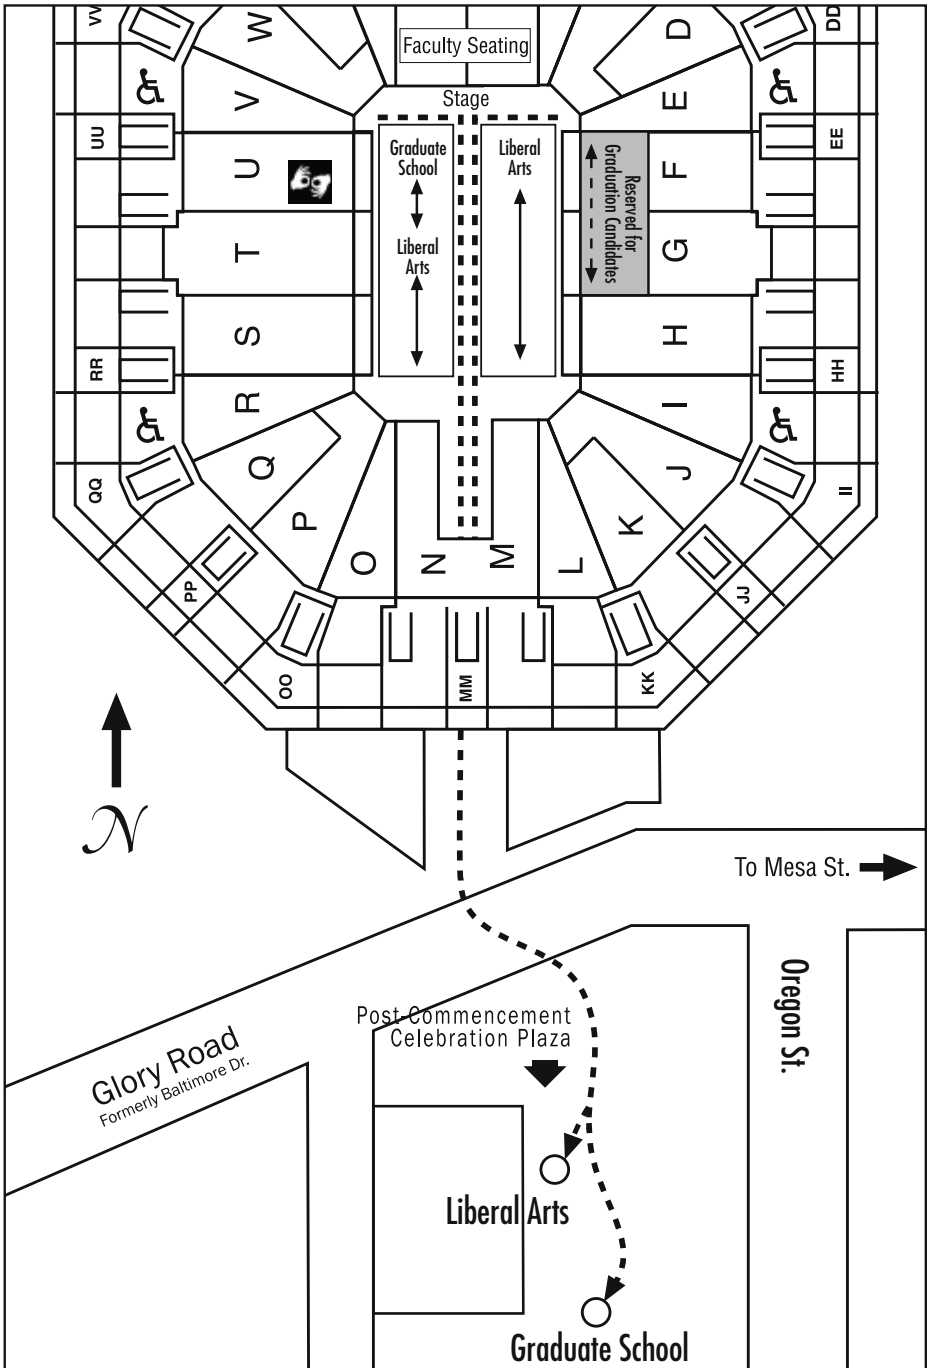 VV
W
Faculty Seating
D
DD
V
Stage
E
UU
Graduate
School
Liberal
Arts
EE
U
Reserved for
Graduation Candidates
F
T
Liberal
Arts
G
S
H
RR
HH
R
I
Q
J
QQ
II
P
K
O
N
M
L
PP
JJ
OO
MM
KK
N
To Mesa St.
Oregon St.
Post-Commencement
Celebration Plaza
Glory Road
Formerly Baltimore Dr.
Liberal Arts
Graduate School